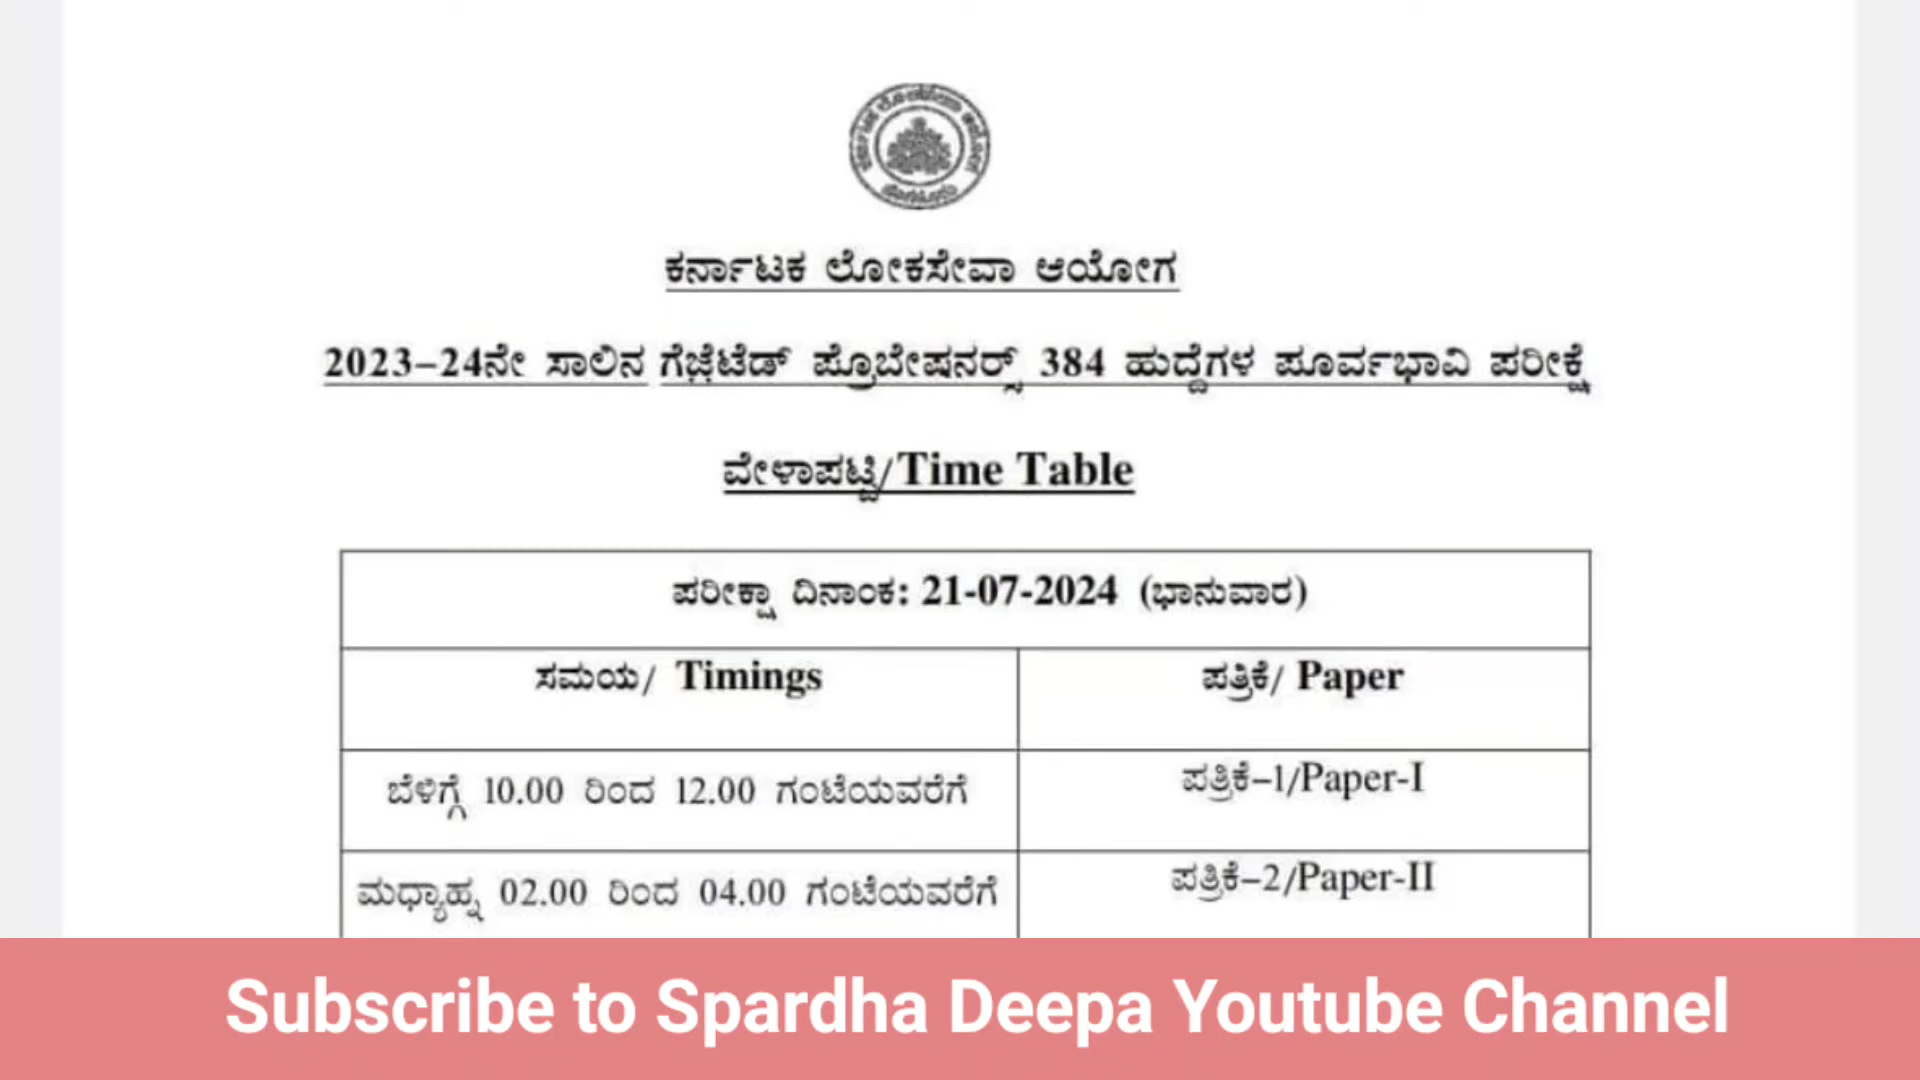 ಕರ್ನಾಟಕ ಲೋಕಸೇವಾ ಆಯೋಗ
2023–24ನೇ ಸಾಲಿನ ಗೆಜೆಟೆಡ್ ಪ್ರೊಬೇಷನರ್ಸ್ 384 ಹುದ್ದೆಗಳ ಪೂರ್ವಭಾವಿ ಪರೀಕ್ಷೆ
ವೇಳಾಪಟ್ಟಿ/Time Table
ಪರೀಕ್ಷಾ ದಿನಾಂಕ: 21-07-2024 (ಭಾನುವಾರ)
ಸಮಯ/ Timings ಪತ್ರಿಕೆ/ Paper
ಬೆಳಿಗ್ಗೆ 10.00 ರಿಂದ 12.00 ಗಂಟೆಯವರೆಗೆ ಪತ್ರಿಕೆ–1/Paper-I
ಮಧ್ಯಾಹ್ನ 02.00 ರಿಂದ 04.00 ಗಂಟೆಯವರೆಗೆ ಪತ್ರಿಕೆ–2/Paper-II
Subscribe to Spardha Deepa Youtube Channel